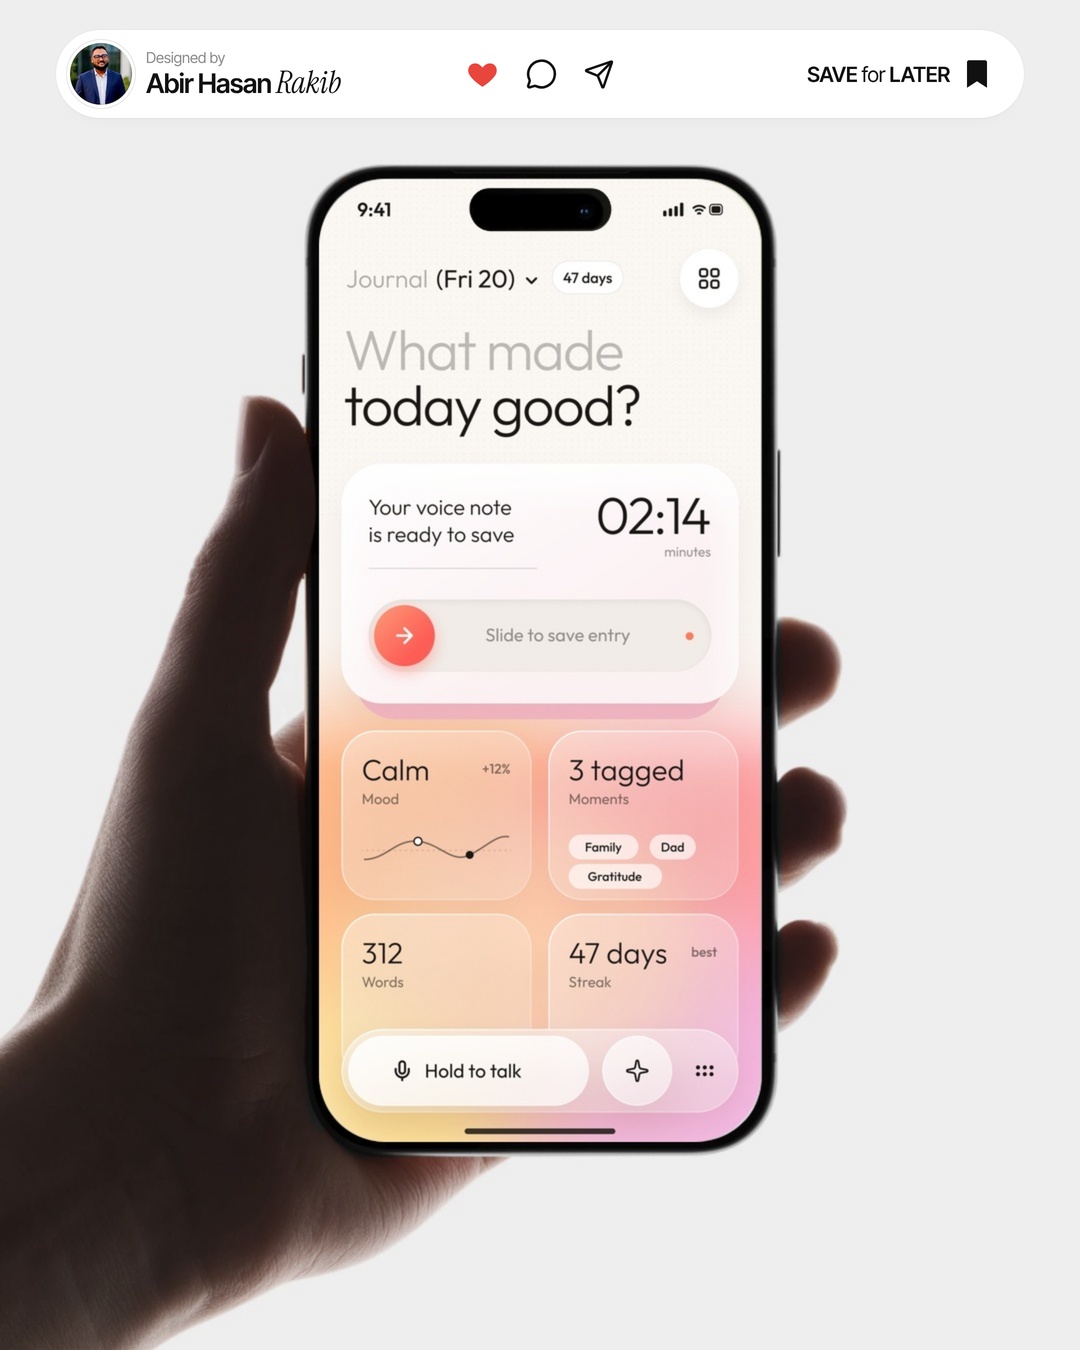 Designed by
Abir Hasan Rakib
SAVE for LATER
9:41
Journal (Fri 20)
47 days
What made
today good?
Your voice note
is ready to save
02:14
minutes
Slide to save entry
Calm
+12%
Mood
3 tagged
Moments
Family
Dad
Gratitude
312
Words
47 days
best
Streak
Hold to talk